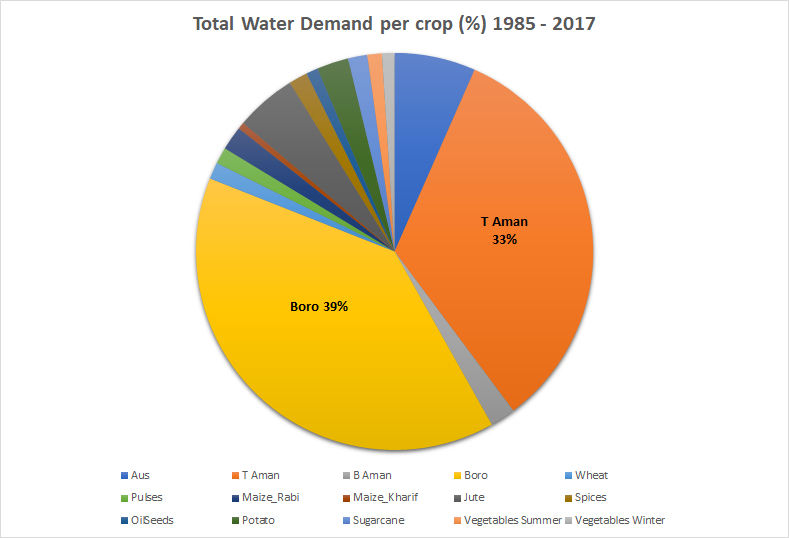 Total Water Demand per crop (%) 1985 - 2017
T Aman
33%
Boro 39%
Aus T Aman B Aman Boro Wheat
Pulses Maize_Rabi Maize_Kharif Jute Spices
OilSeeds Potato Sugarcane Vegetables Summer Vegetables Winter